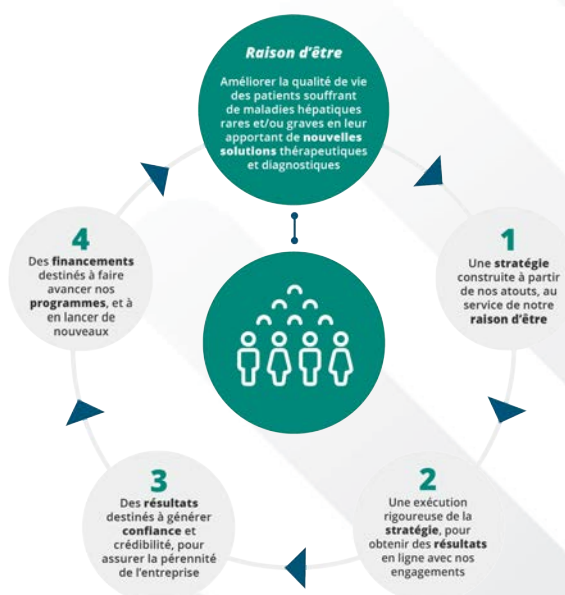 Raison d'être
Améliorer la qualité de vie
des patients souffrant
de maladies hépatiques
rares et/ou graves en leur
apportant de nouvelles
solutions thérapeutiques
et diagnostiques
1
Une stratégie
construite à partir
de nos atouts, au
service de notre
raison d'être
2
Une exécution
rigoureuse de la
stratégie, pour
obtenir des résultats
en ligne avec nos
engagements
3
Des résultats
destinés à générer
confiance et
crédibilité, pour
assurer la pérennité
de l'entreprise
4
Des financements
destinés à faire
avancer nos
programmes, et à
en lancer de
nouveaux